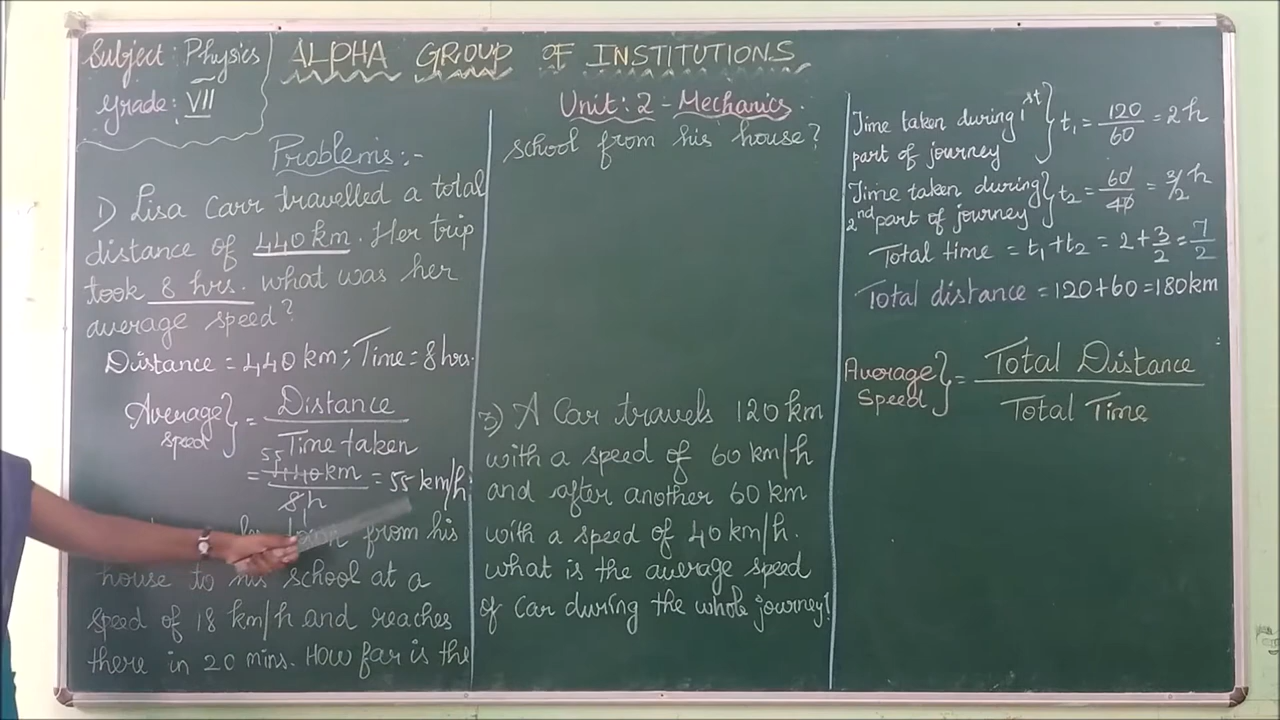 Subject: Physics
Grade: VII
ALPHA GROUP OF INSTITUTIONS
Unit: 2 - Mechanics.
Problems:-
1) Lisa Carr travelled a total
distance of 440 km. Her trip
took 8 hrs. what was her
average speed?
Distance = 440 km; Time = 8 hrs.
Average speed } = Distance / Time taken
= 440 km / 8 h = 55 km/h
55
1
from his
house to his school at a
speed of 18 km/h and reaches
there in 20 mins. How far is the
school from his house?
3) A Car travels 120 km
with a speed of 60 km/h
and after another 60 km
with a speed of 40 km/h.
what is the average speed
of Car during the whole journey?
Time taken during 1st
part of journey } t1 = 120/60 = 2 h
Time taken during
2nd part of journey } t2 = 60/40 = 3/2 h
Total time = t1 + t2 = 2 + 3/2 = 7/2
Total distance = 120 + 60 = 180 km
Average Speed } = Total Distance / Total Time